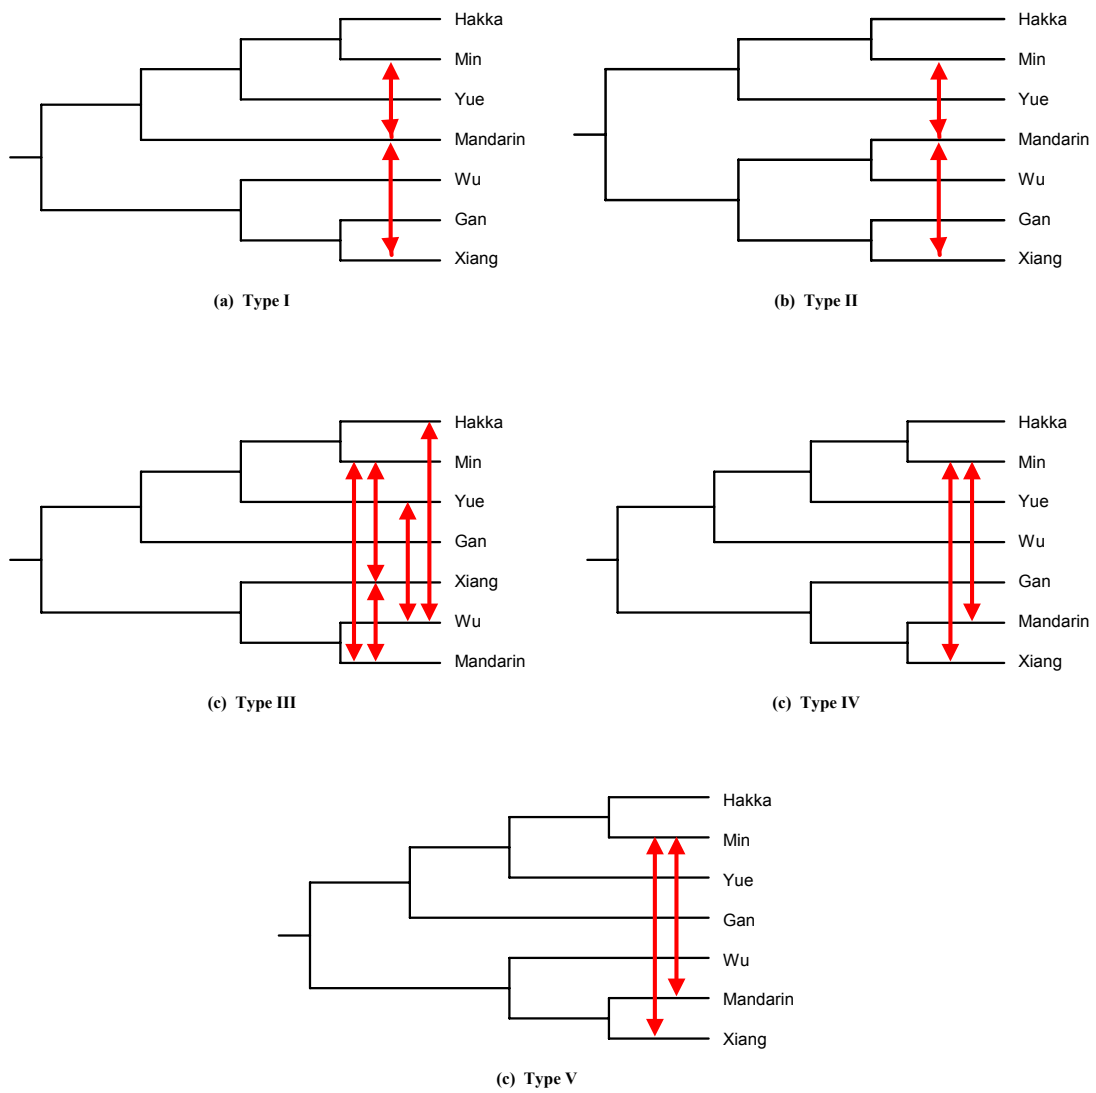 Hakka
Min
Yue
Mandarin
Wu
Gan
Xiang
(a) Type I
Hakka
Min
Yue
Mandarin
Wu
Gan
Xiang
(b) Type II
Hakka
Min
Yue
Gan
Xiang
Wu
Mandarin
(c) Type III
Hakka
Min
Yue
Wu
Gan
Mandarin
Xiang
(c) Type IV
Hakka
Min
Yue
Gan
Wu
Mandarin
Xiang
(c) Type V